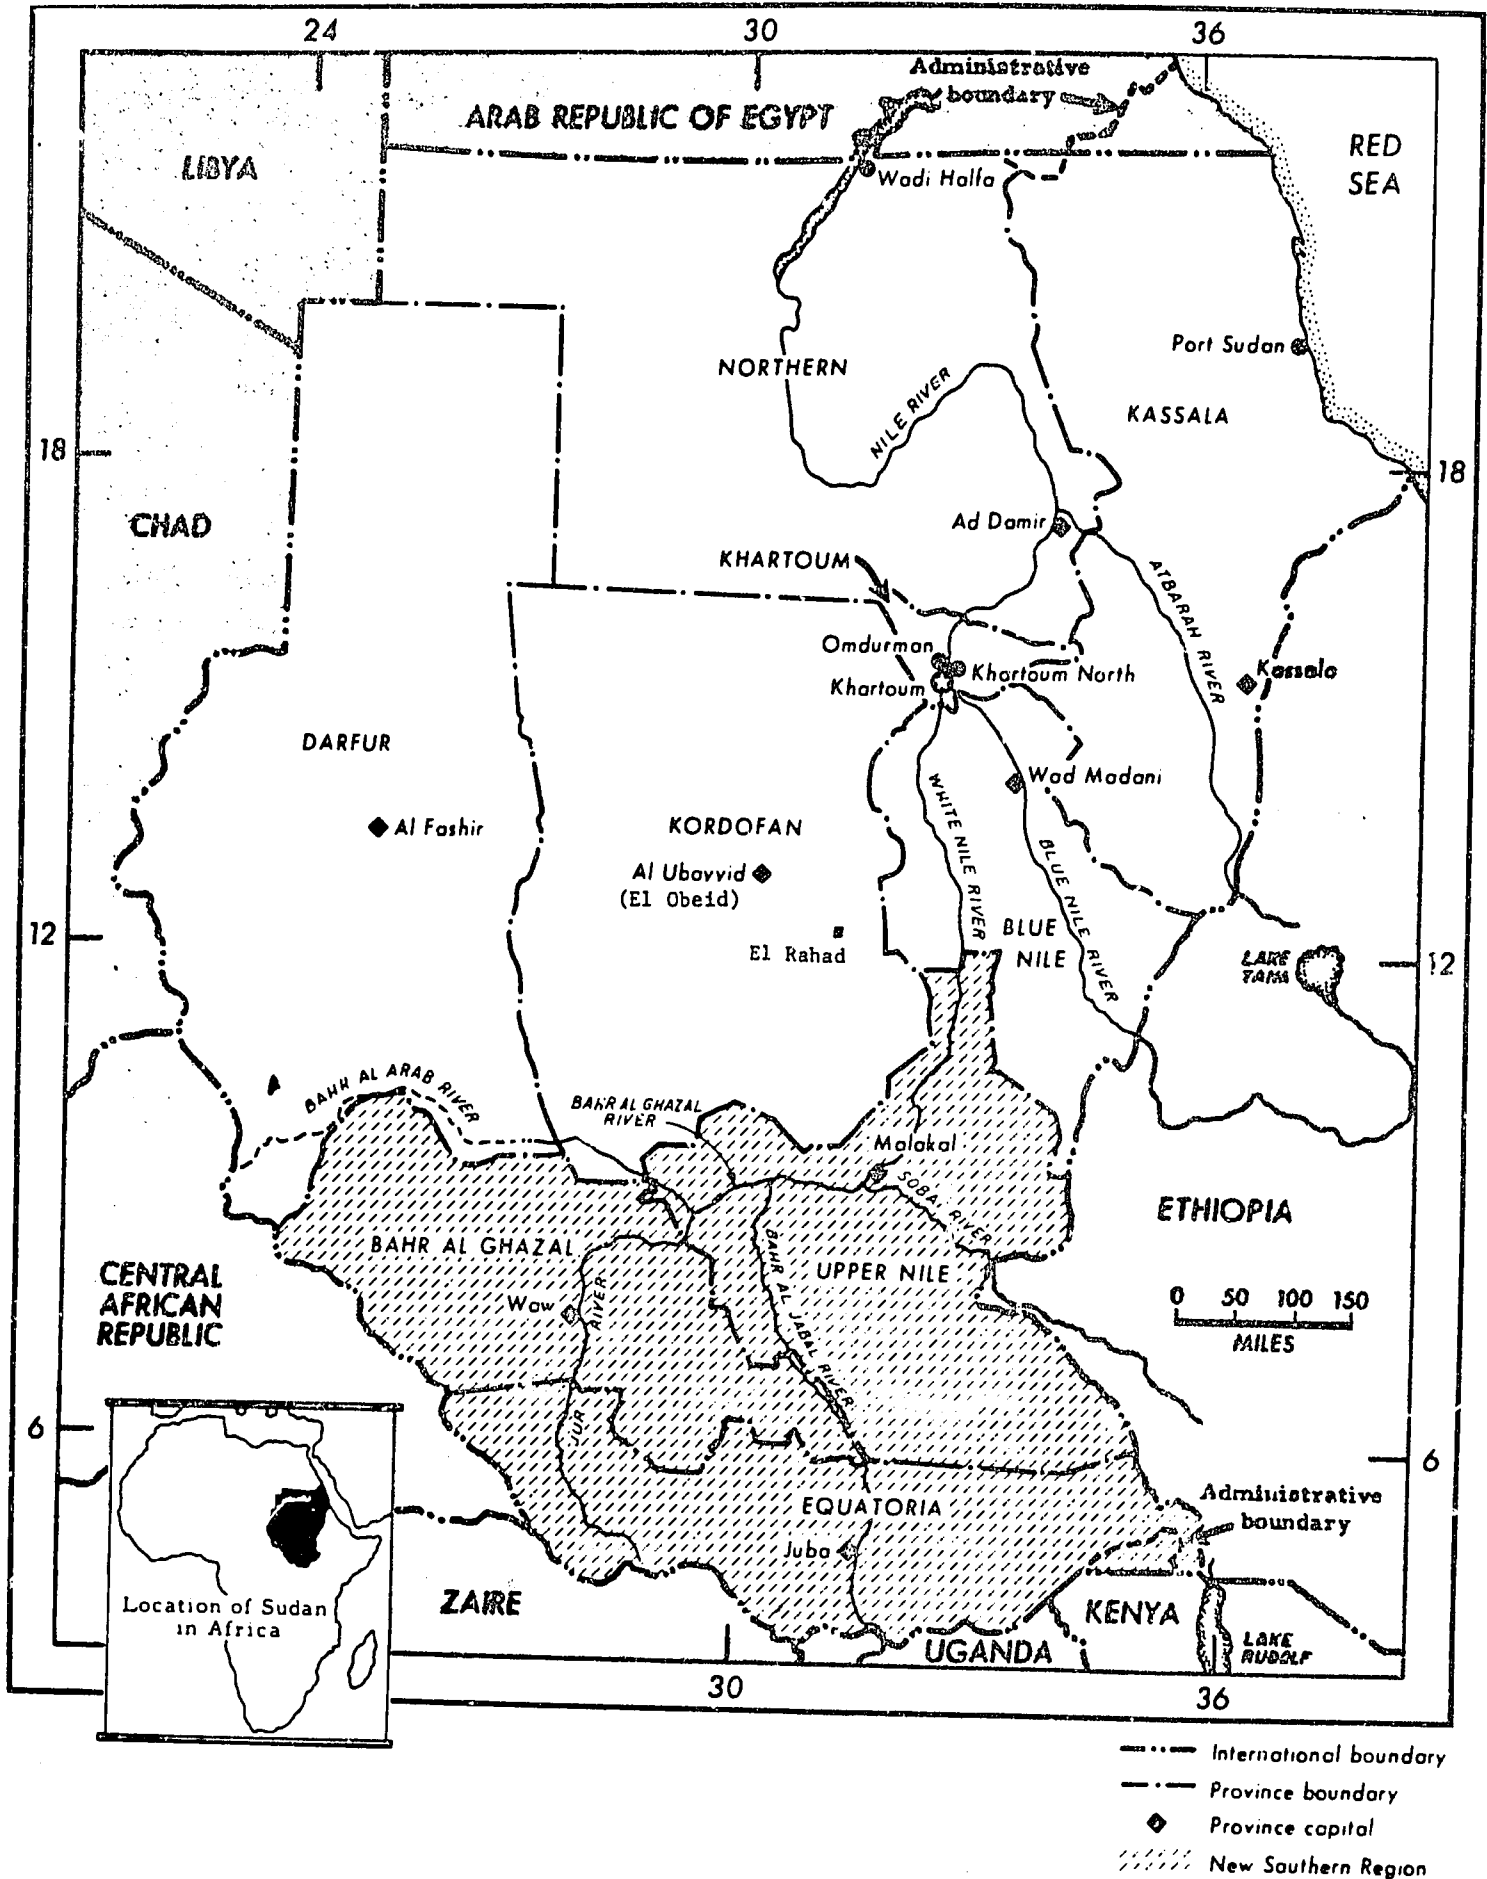 24
30
36
Administrative
boundary
ARAB REPUBLIC OF EGYPT
LIBYA
RED
SEA
Wadi Halfa
Port Sudan
NORTHERN
NILE RIVER
KASSALA
18
18
CHAD
Ad Damir
KHARTOUM
ATBARAH RIVER
Omdurman
Khartoum North
Khartoum
Kassala
DARFUR
Wad Madani
WHITE NILE RIVER
Al Fashir
KORDOFAN
BLUE NILE RIVER
Al Ubayyid
(El Obeid)
El Rahad
BLUE
NILE
12
12
LAKE
TANA
BAHR AL ARAB RIVER
BAHR AL GHAZAL
RIVER
Malakal
SOBAT RIVER
ETHIOPIA
BAHR AL GHAZAL
BAHR AL JABAL RIVER
UPPER NILE
CENTRAL
AFRICAN
REPUBLIC
Waw
JUR RIVER
0 50 100 150
MILES
6
6
EQUATORIA
Administrative
boundary
Juba
Location of Sudan
in Africa
ZAIRE
KENYA
UGANDA
LAKE
RUDOLF
30
36
International boundary
Province boundary
Province capital
New Southern Region